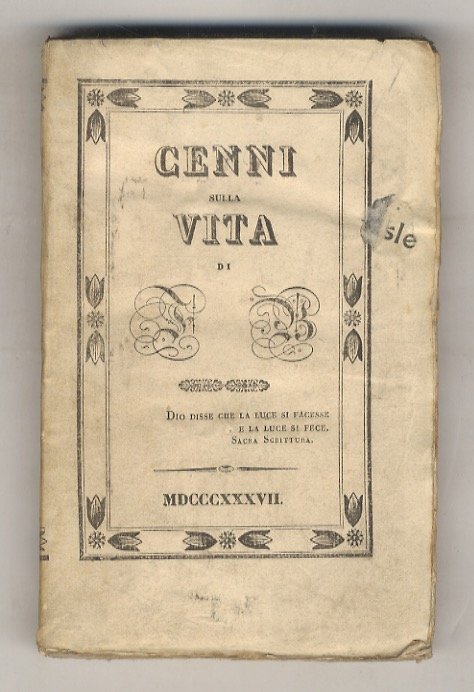 CENNI
SULLA
VITA
DI
F B
DIO DISSE CHE LA LUCE SI FACESSE
E LA LUCE SI FECE.
SACRA SCRITTURA.
MDCCCXXXVII.
sle